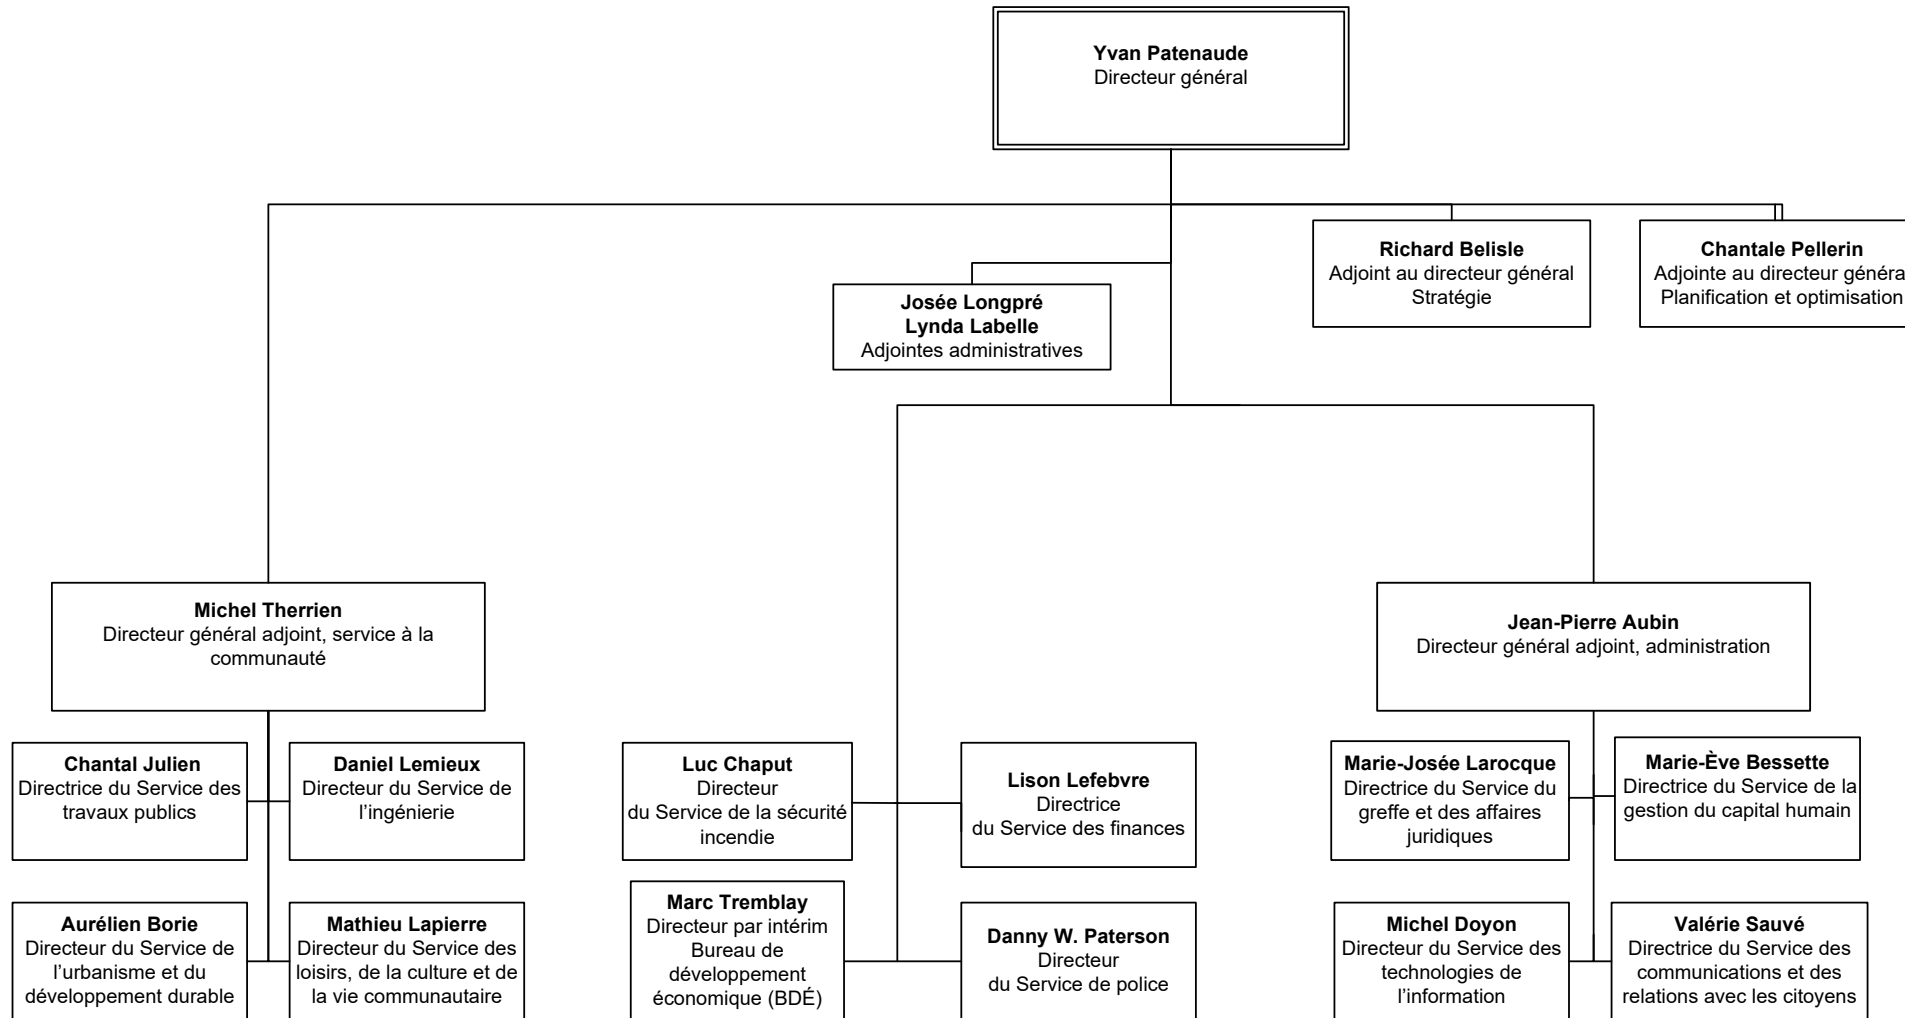 Yvan Patenaude
Directeur général
Richard Belisle
Adjoint au directeur général
Stratégie
Chantale Pellerin
Adjointe au directeur généra
Planification et optimisation
Josée Longpré
Lynda Labelle
Adjointes administratives
Michel Therrien
Directeur général adjoint, service à la
communauté
Jean-Pierre Aubin
Directeur général adjoint, administration
Chantal Julien
Directrice du Service des
travaux publics
Daniel Lemieux
Directeur du Service de
l’ingénierie
Luc Chaput
Directeur
du Service de la sécurité
incendie
Lison Lefebvre
Directrice
du Service des finances
Marie-Josée Larocque
Directrice du Service du
greffe et des affaires
juridiques
Marie-Ève Bessette
Directrice du Service de la
gestion du capital humain
Aurélien Borie
Directeur du Service de
l’urbanisme et du
développement durable
Mathieu Lapierre
Directeur du Service des
loisirs, de la culture et de
la vie communautaire
Marc Tremblay
Directeur par intérim
Bureau de
développement
économique (BDÉ)
Danny W. Paterson
Directeur
du Service de police
Michel Doyon
Directeur du Service des
technologies de
l’information
Valérie Sauvé
Directrice du Service des
communications et des
relations avec les citoyens